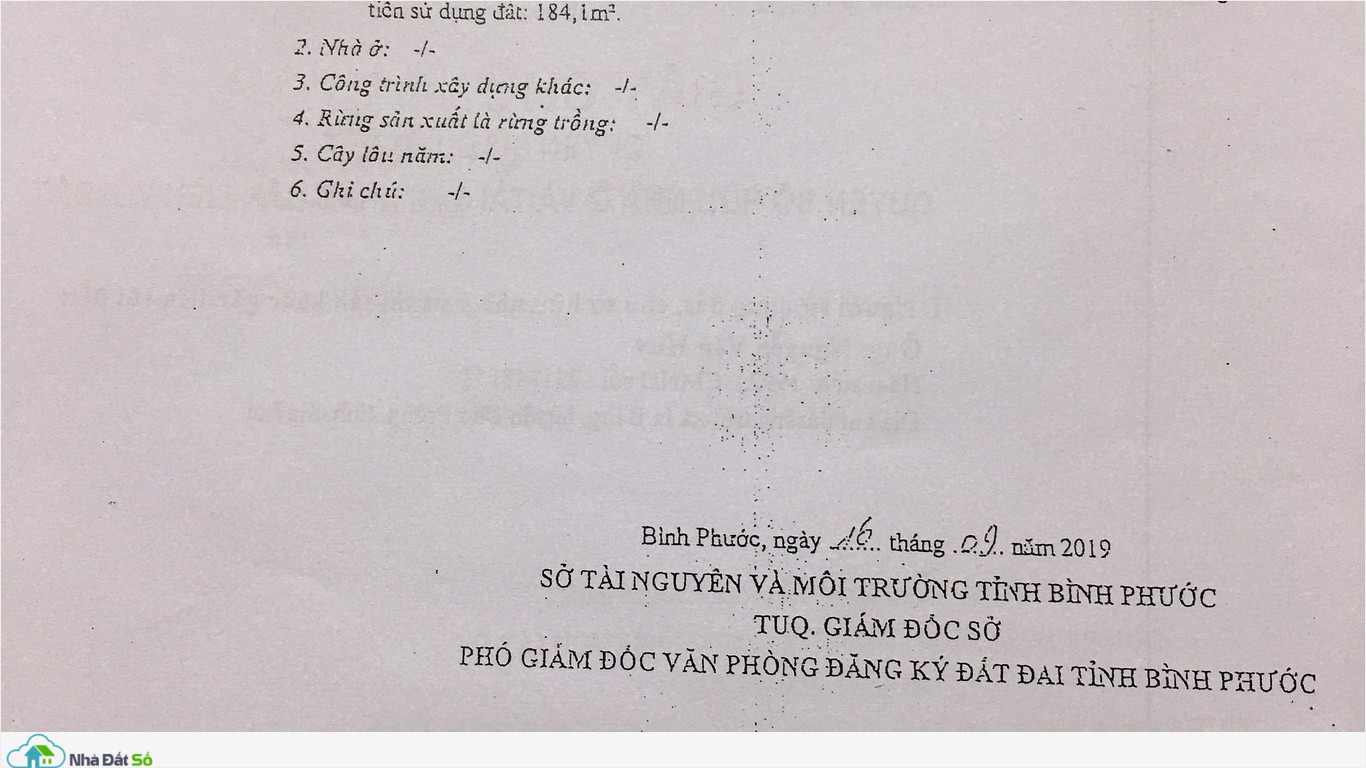 tiền sử dụng đất: 184,1m².
2. Nhà ở: -/-
3. Công trình xây dựng khác: -/-
4. Rừng sản xuất là rừng trồng: -/-
5. Cây lâu năm: -/-
6. Ghi chú: -/-
Bình Phước, ngày ..16.. tháng .09.. năm 2019
SỞ TÀI NGUYÊN VÀ MÔI TRƯỜNG TỈNH BÌNH PHƯỚC
TUQ. GIÁM ĐỐC SỞ
PHÓ GIÁM ĐỐC VĂN PHÒNG ĐĂNG KÝ ĐẤT ĐAI TỈNH BÌNH PHƯỚC
Nhà Đất Số